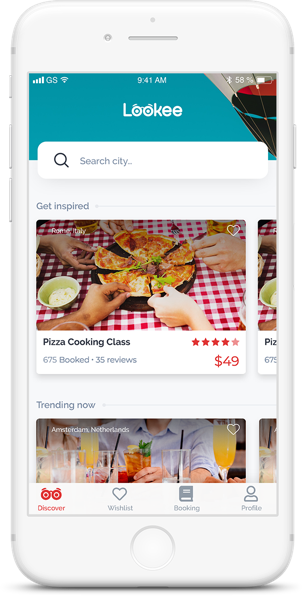 GS 9:41 AM 58 %
Lookee
Search city..
Get inspired
Rome, Italy
Pizza Cooking Class
675 Booked • 35 reviews
$49
Piz
675
Trending now
Amsterdam, Netherlands
A
Discover Wishlist Booking Profile